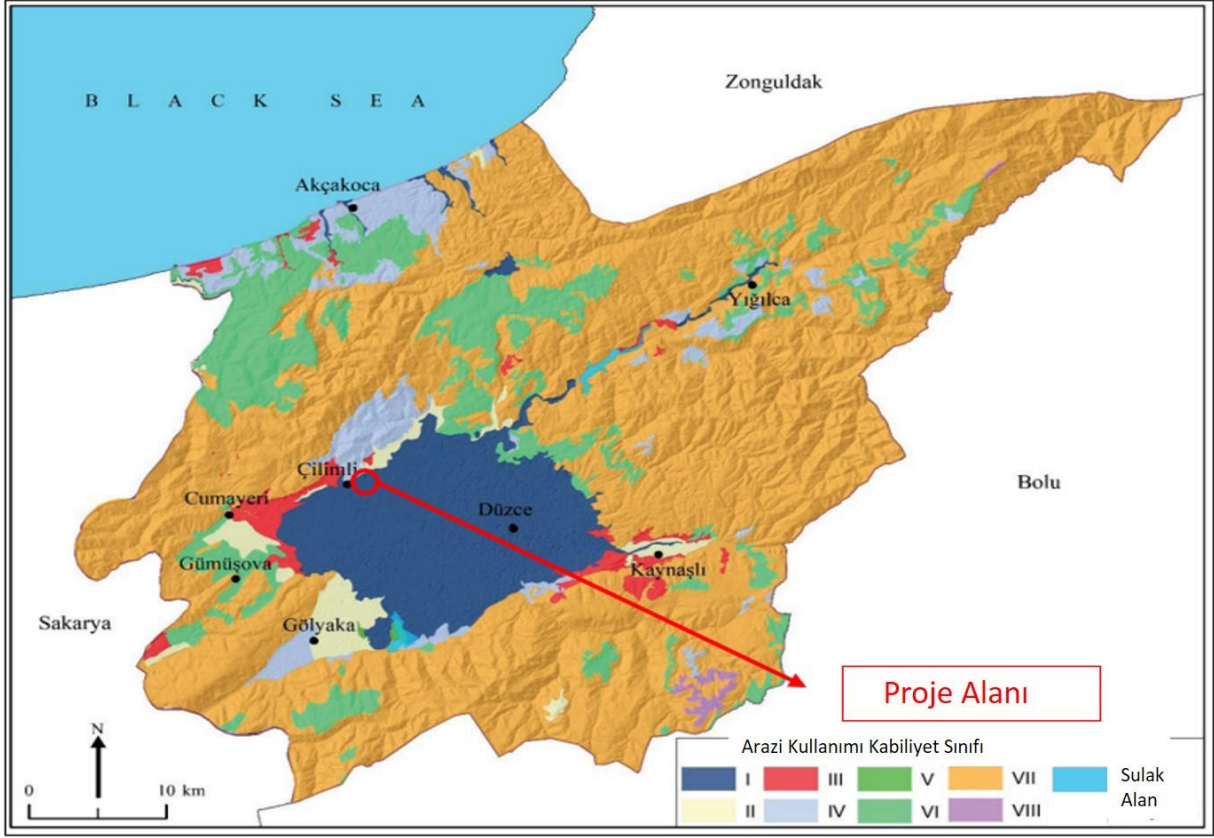 BLACK SEA
Zonguldak
Akçakoca
Yığılca
Çilimli
Cumayeri
Düzce
Bolu
Gümüşova
Kaynaşlı
Sakarya
Gölyaka
Proje Alanı
N
0 10 km
Arazi Kullanımı Kabiliyet Sınıfı
I III V VII Sulak
II IV VI VIII Alan